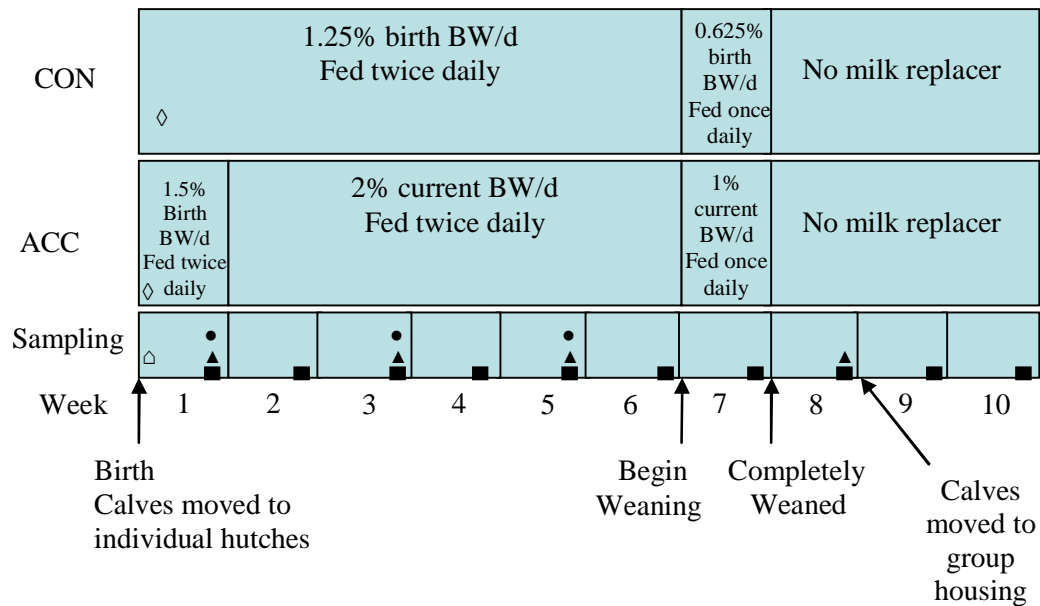 CON
1.25% birth BW/d
Fed twice daily
0.625%
birth
BW/d
Fed once
daily
No milk replacer
ACC
1.5%
Birth
BW/d
Fed twice
daily
2% current BW/d
Fed twice daily
1%
current
BW/d
Fed once
daily
No milk replacer
Sampling
Week
1 2 3 4 5 6 7 8 9 10
Birth
Calves moved to
individual hutches
Begin
Weaning
Completely
Weaned
Calves
moved to
group
housing